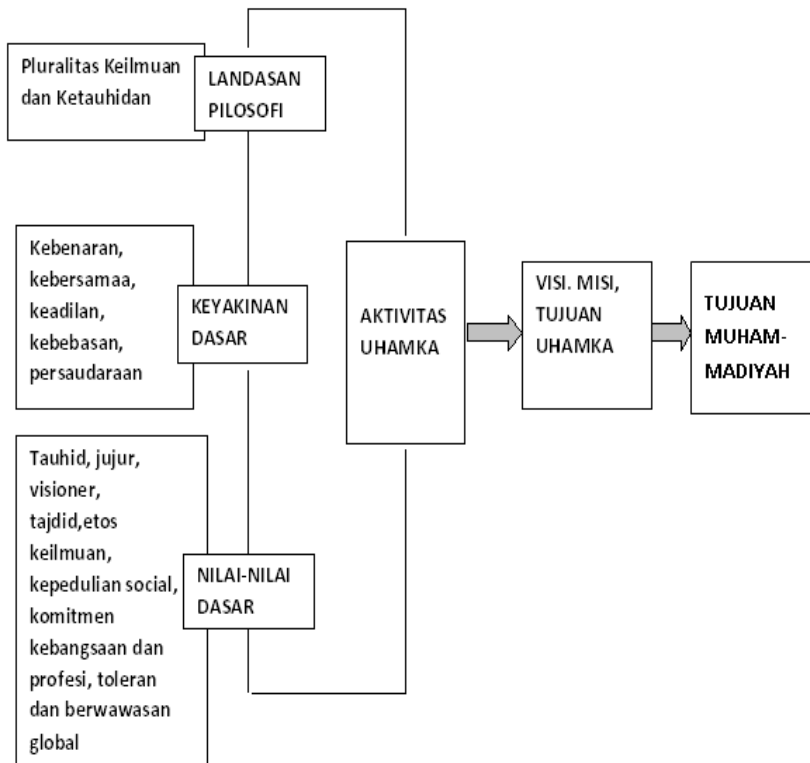 Pluralitas Keilmuan
dan Ketauhidan
LANDASAN
PILOSOFI
Kebenaran,
kebersamaa,
keadilan,
kebebasan,
persaudaraan
KEYAKINAN
DASAR
Tauhid, jujur,
visioner,
tajdid,etos
keilmuan,
kepedulian social,
komitmen
kebangsaan dan
profesi, toleran
dan berwawasan
global
NILAI-NILAI
DASAR
AKTIVITAS
UHAMKA
VISI. MISI,
TUJUAN
UHAMKA
TUJUAN
MUHAM-
MADIYAH